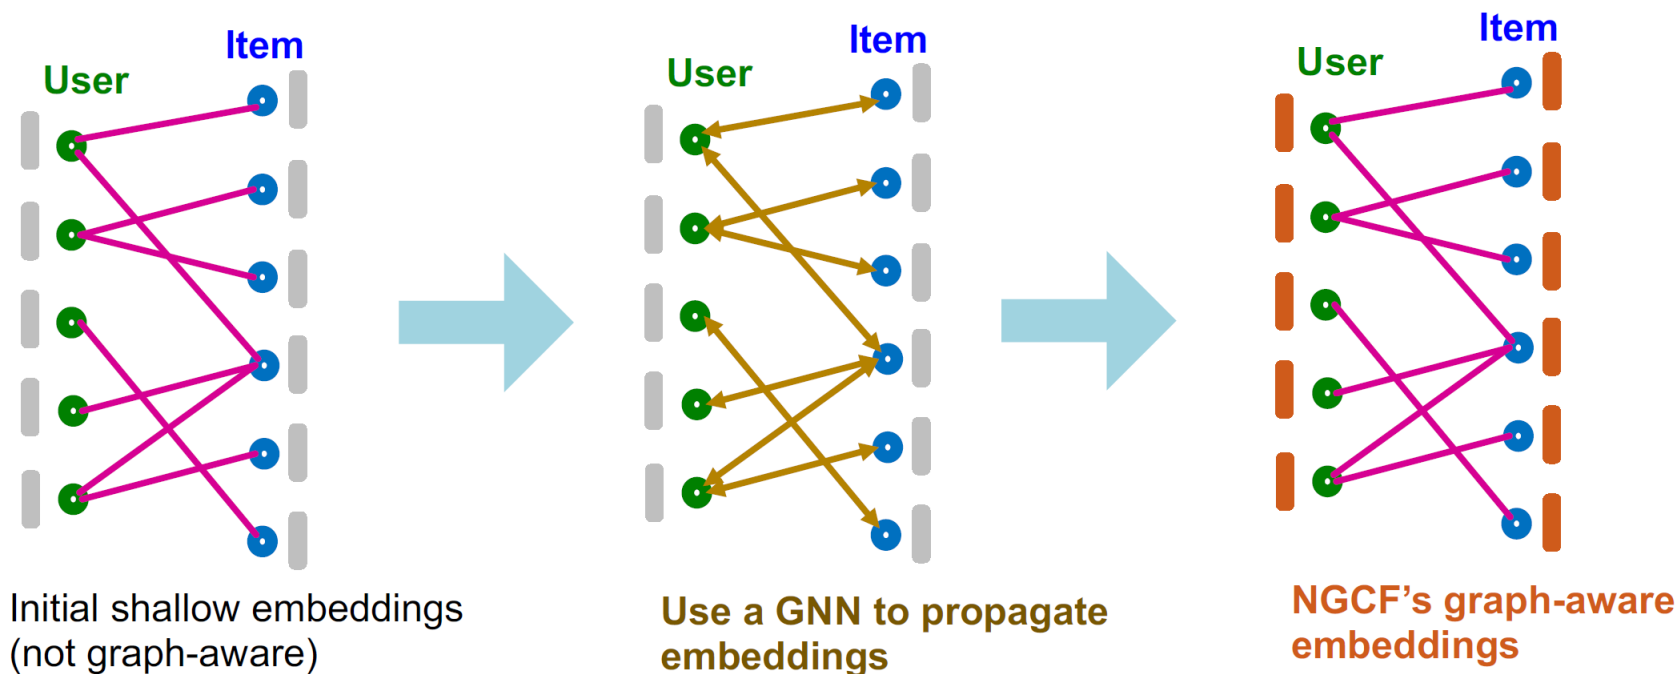 User
Item
Initial shallow embeddings
(not graph-aware)
User
Item
Use a GNN to propagate
embeddings
User
Item
NGCF's graph-aware
embeddings